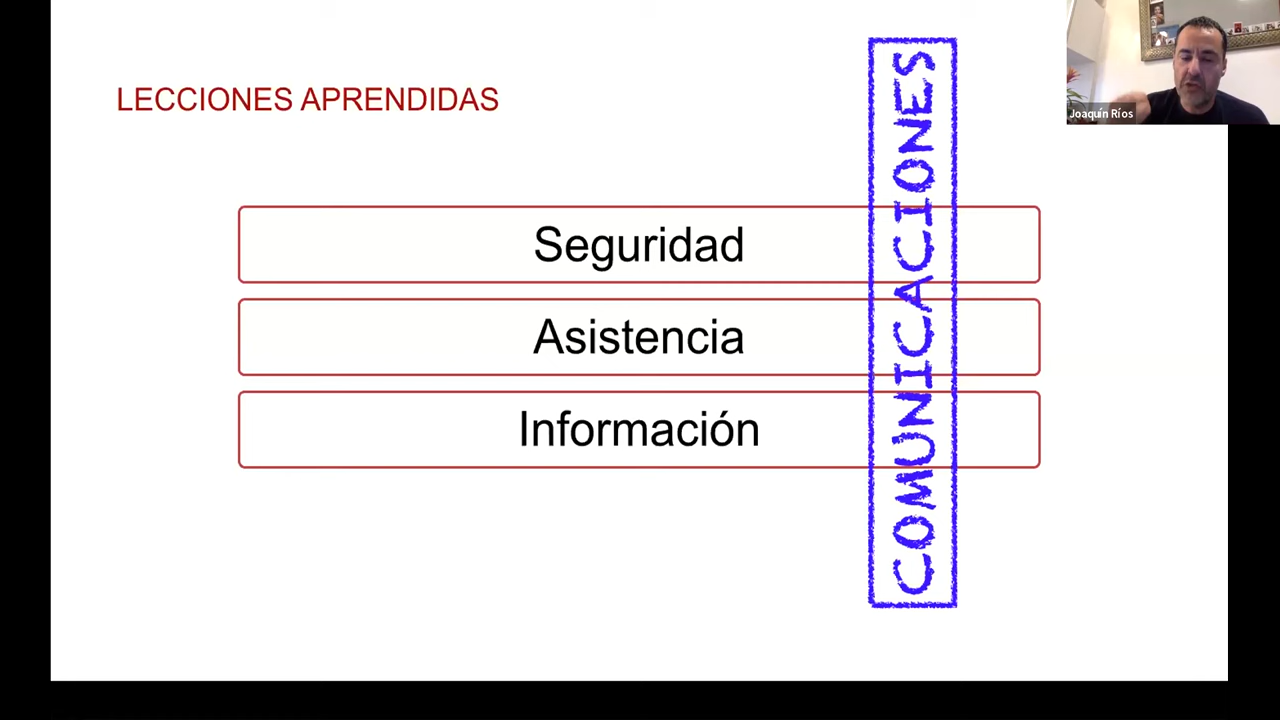 LECCIONES APRENDIDAS
Joaquín Ríos
Seguridad
Asistencia
Información
COMUNICACIONES